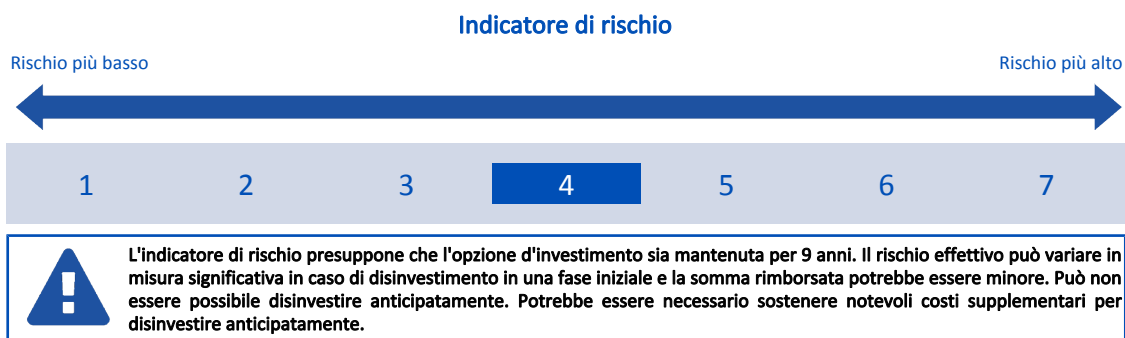 Indicatore di rischio
Rischio più basso
Rischio più alto
1 2 3 4 5 6 7
L'indicatore di rischio presuppone che l'opzione d'investimento sia mantenuta per 9 anni. Il rischio effettivo può variare in
misura significativa in caso di disinvestimento in una fase iniziale e la somma rimborsata potrebbe essere minore. Può non
essere possibile disinvestire anticipatamente. Potrebbe essere necessario sostenere notevoli costi supplementari per
disinvestire anticipatamente.